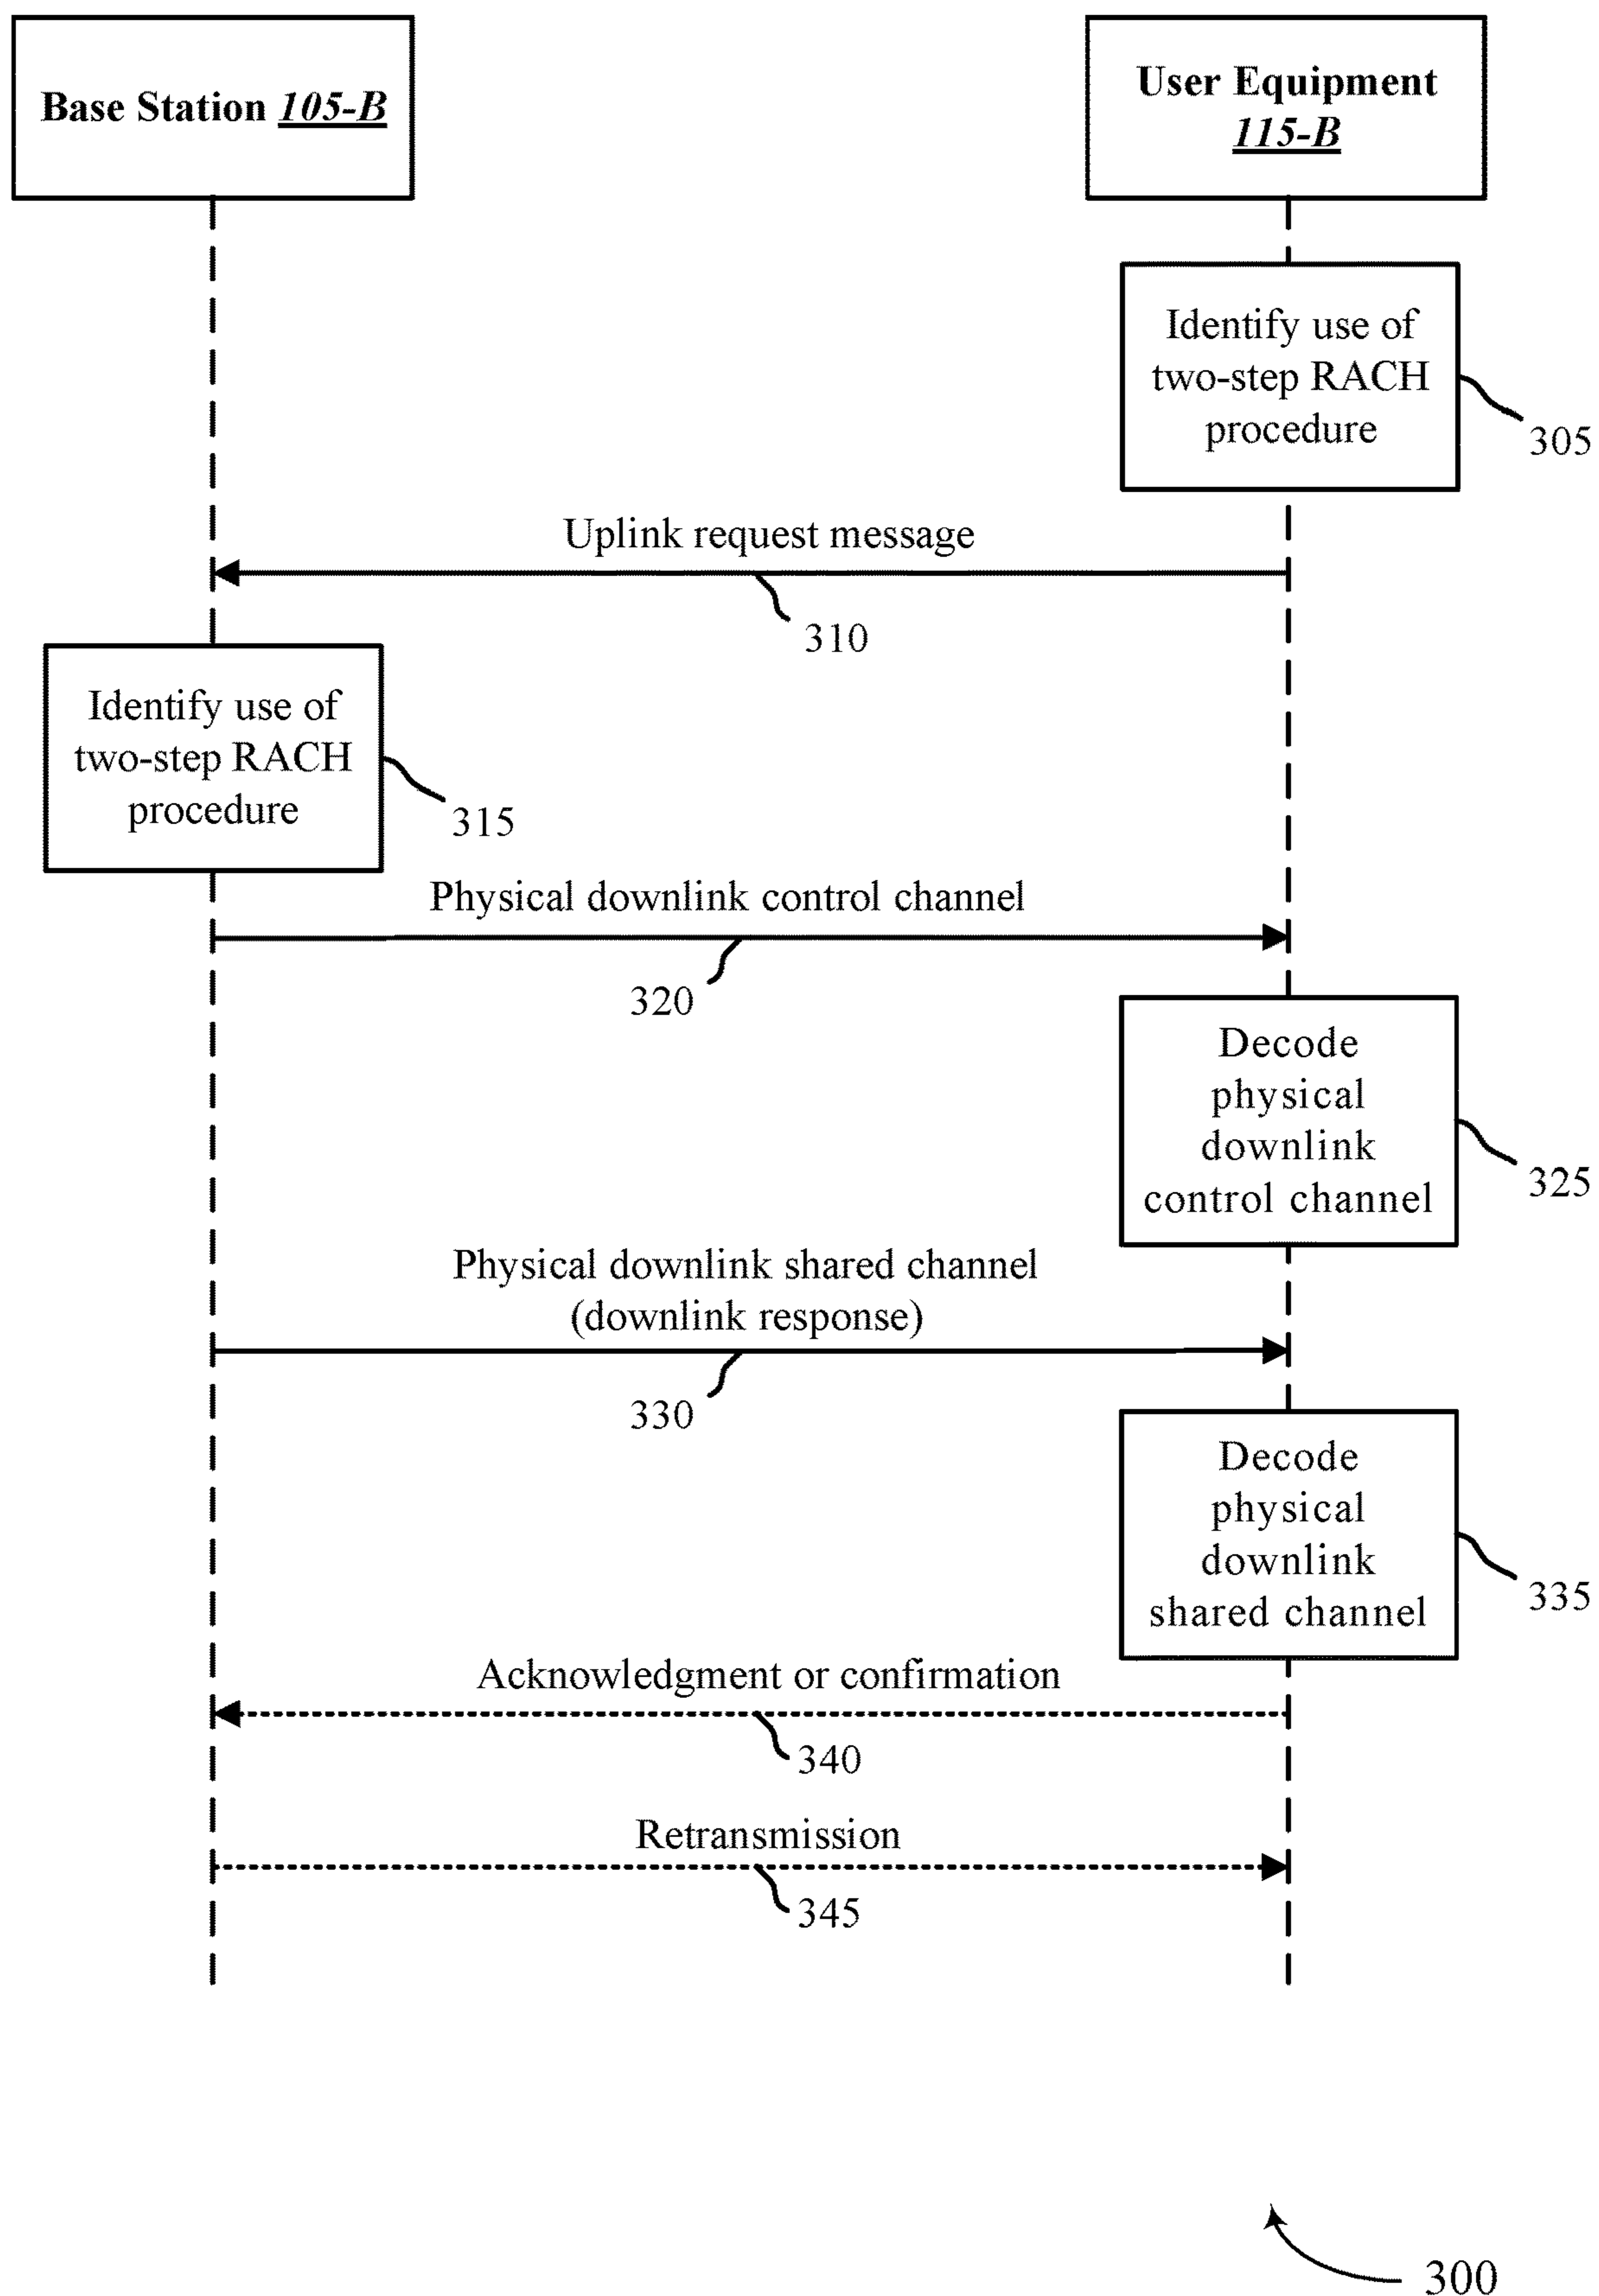 Base Station 105-B
User Equipment
115-B
Identify use of
two-step RACH
procedure
305
Uplink request message
310
Identify use of
two-step RACH
procedure
315
Physical downlink control channel
320
Decode
physical
downlink
control channel
325
Physical downlink shared channel
(downlink response)
330
Decode
physical
downlink
shared channel
335
Acknowledgment or confirmation
340
Retransmission
345
300